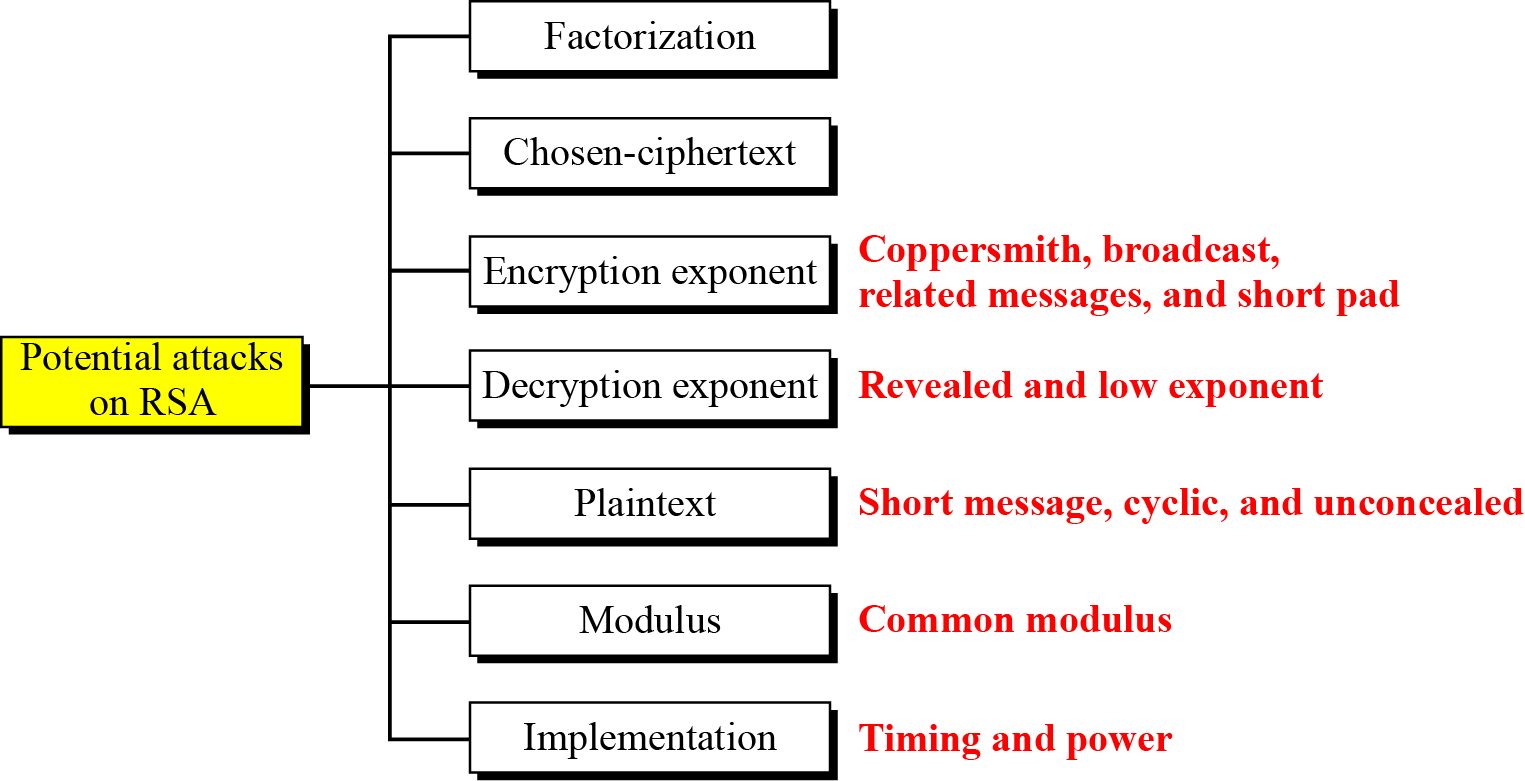 Factorization
Chosen-ciphertext
Encryption exponent
Coppersmith, broadcast,
related messages, and short pad
Potential attacks
on RSA
Decryption exponent
Revealed and low exponent
Plaintext
Short message, cyclic, and unconcealed
Modulus
Common modulus
Implementation
Timing and power